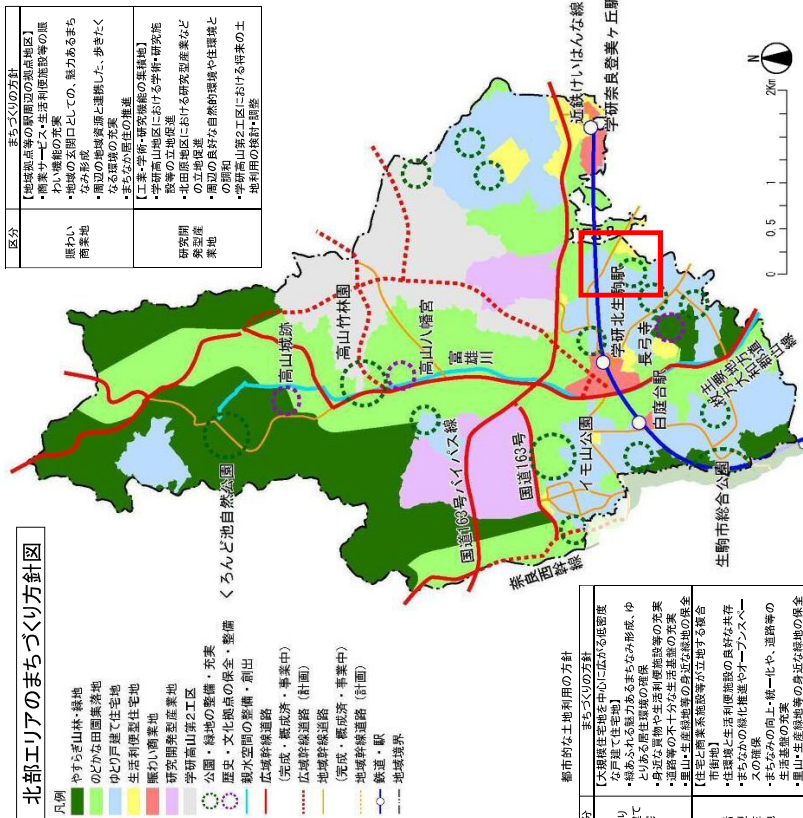 北部エリアのまちづくり方針図
凡例
やすらぎ山林・緑地
のどかな田園集落地
ゆとり戸建て住宅地
生活利便型住宅地
賑わい商業地
研究開発型産業地
学研高山第2工区
公園・緑地の整備・充実
歴史・文化拠点の保全・整備
親水空間の整備・創出
広域幹線道路
(完成・概成済・事業中)
広域幹線道路(計画)
地域幹線道路
(完成・概成済・事業中)
地域幹線道路(計画)
鉄道・駅
地域境界
くろんど池自然公園
高山城跡
高山竹林園
高山八幡宮
富雄川
国道163号バイパス線
国道163号
奈良西幹線
イモ山公園
生駒市総合公園
白庭台駅
学研北生駒駅
長弓寺
主要地方道
枚方大和郡山線
近鉄けいはんな線
学研奈良登美ヶ丘駅
N
0 0.5 1 2Km
区分 まちづくりの方針
賑わい
商業地
【地域拠点等の駅周辺の拠点地区】
・商業サービス・生活利便施設等の賑
わい機能の充実
・地域の玄関口としての、魅力あるまち
なみ形成
・周辺の地域資源と連携した、歩きたく
なる環境の充実
・まちなか居住の推進
研究開
発型産
業地
【工業・学術・研究機能の集積地】
・学研高山地区における学術・研究施
設等の立地促進
・北田原地区における研究型産業など
の立地促進
・周辺の良好な自然的環境や住環境と
の調和
・学研高山第2工区における将来の土
地利用の検討・調整
都市的な土地利用の方針
分 まちづくりの方針
【大規模住宅地を中心に広がる低密度
な戸建て住宅地】
・緑あふれる魅力あるまちなみ形成、ゆ
とりある居住環境の確保
・身近な買物や生活利便施設等の充実
・道路等の不十分な生活基盤の充実
・里山・生産緑地等の身近な緑地の保全
【住宅と商業系施設等が立地する複合
市街地】
・住環境と生活利便施設の良好な共存
・まちなかの緑化推進やオープンスペー
スの確保
・まちなみの向上・統一化や、道路等の
生活基盤の充実
・里山・生産緑地等の身近な緑地の保全